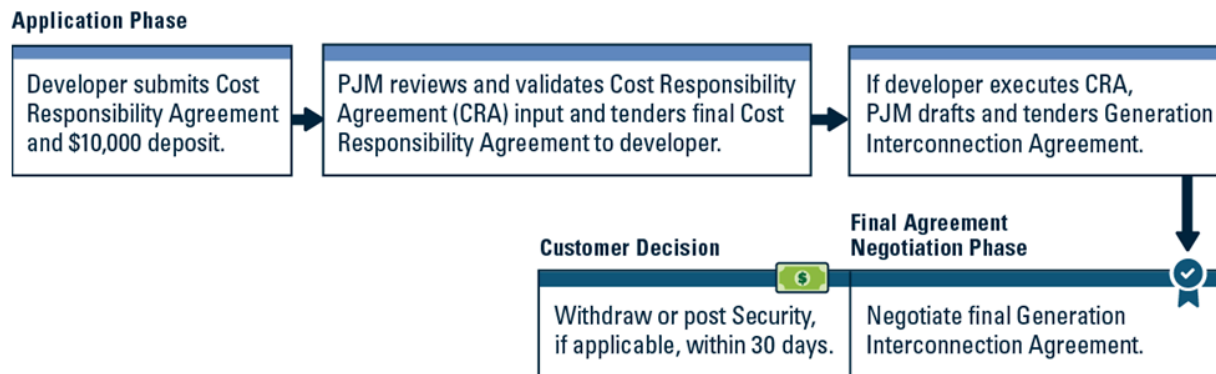 Application Phase
Developer submits Cost
Responsibility Agreement
and $10,000 deposit.
PJM reviews and validates Cost Responsibility
Agreement (CRA) input and tenders final Cost
Responsibility Agreement to developer.
If developer executes CRA,
PJM drafts and tenders Generation
Interconnection Agreement.
Customer Decision
$
Withdraw or post Security,
if applicable, within 30 days.
Final Agreement
Negotiation Phase
Negotiate final Generation
Interconnection Agreement.